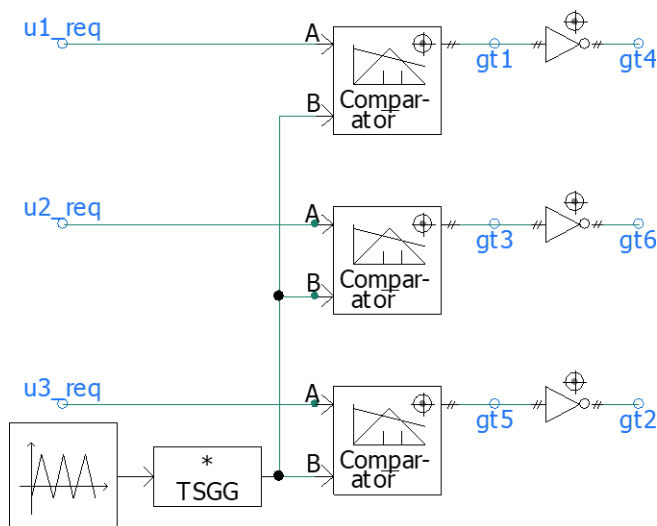 u1_req
A
B
Compar-
ator
gt1
gt4
u2_req
A
B
Compar-
ator
gt3
gt6
u3_req
A
B
Compar-
ator
gt5
gt2
*
TSGG